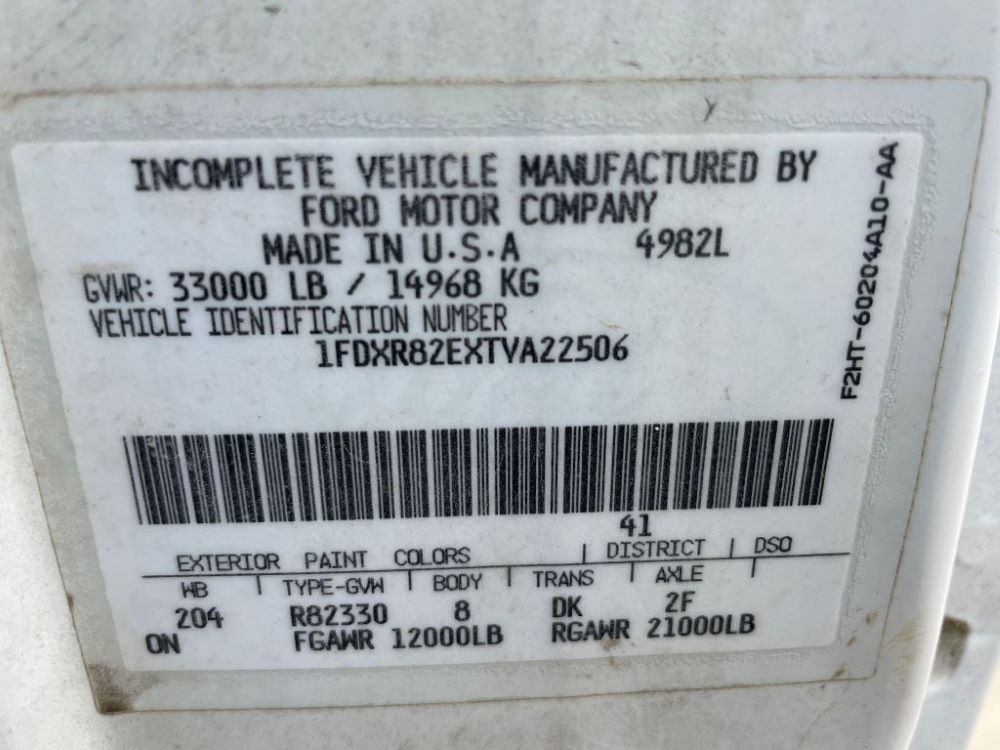 INCOMPLETE VEHICLE MANUFACTURED BY
FORD MOTOR COMPANY
MADE IN U.S.A 4982L
GVWR: 33000 LB / 14968 KG
VEHICLE IDENTIFICATION NUMBER
1FDXR82EXTVA22506
F2HT-60204A10-AA
41
EXTERIOR PAINT COLORS | DISTRICT | DSO
WB | TYPE-GVW | BODY | TRANS | AXLE
204 R82330 8 DK 2F
ON FGAWR 12000LB RGAWR 21000LB